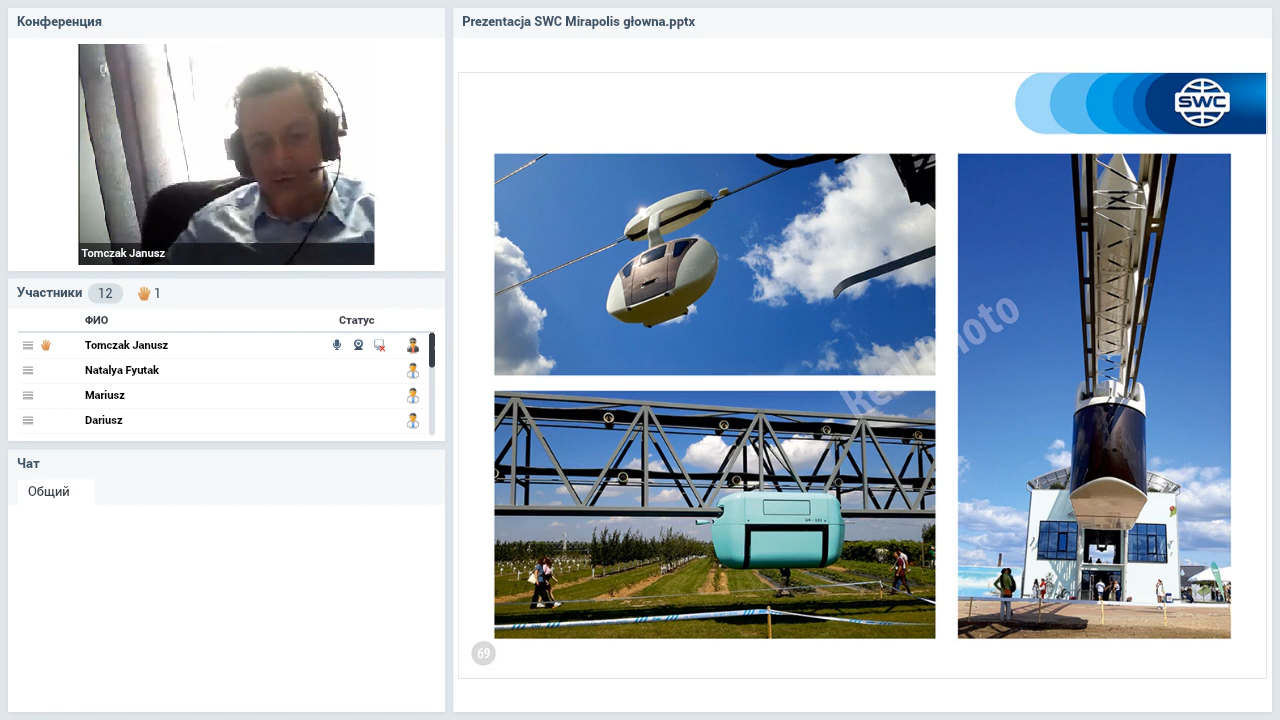 Конференция
Tomczak Janusz
Участники 12 1
ФИО Статус
Tomczak Janusz
Natalya Fyutak
Mariusz
Dariusz
Чат
Общий
Prezentacja SWC Mirapolis głowna.pptx
SWC
69